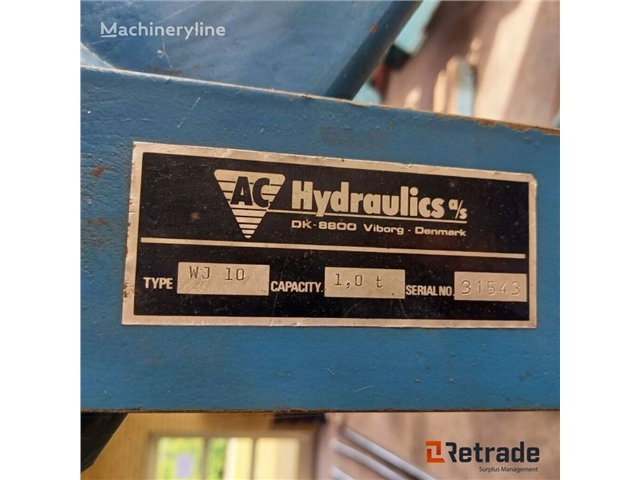 Machineryline
AC Hydraulics a/s
DK-8800 Viborg - Denmark
TYPE WJ 10 CAPACITY. 1,0 t SERIAL NO. 31543
Retrade
Surplus Management